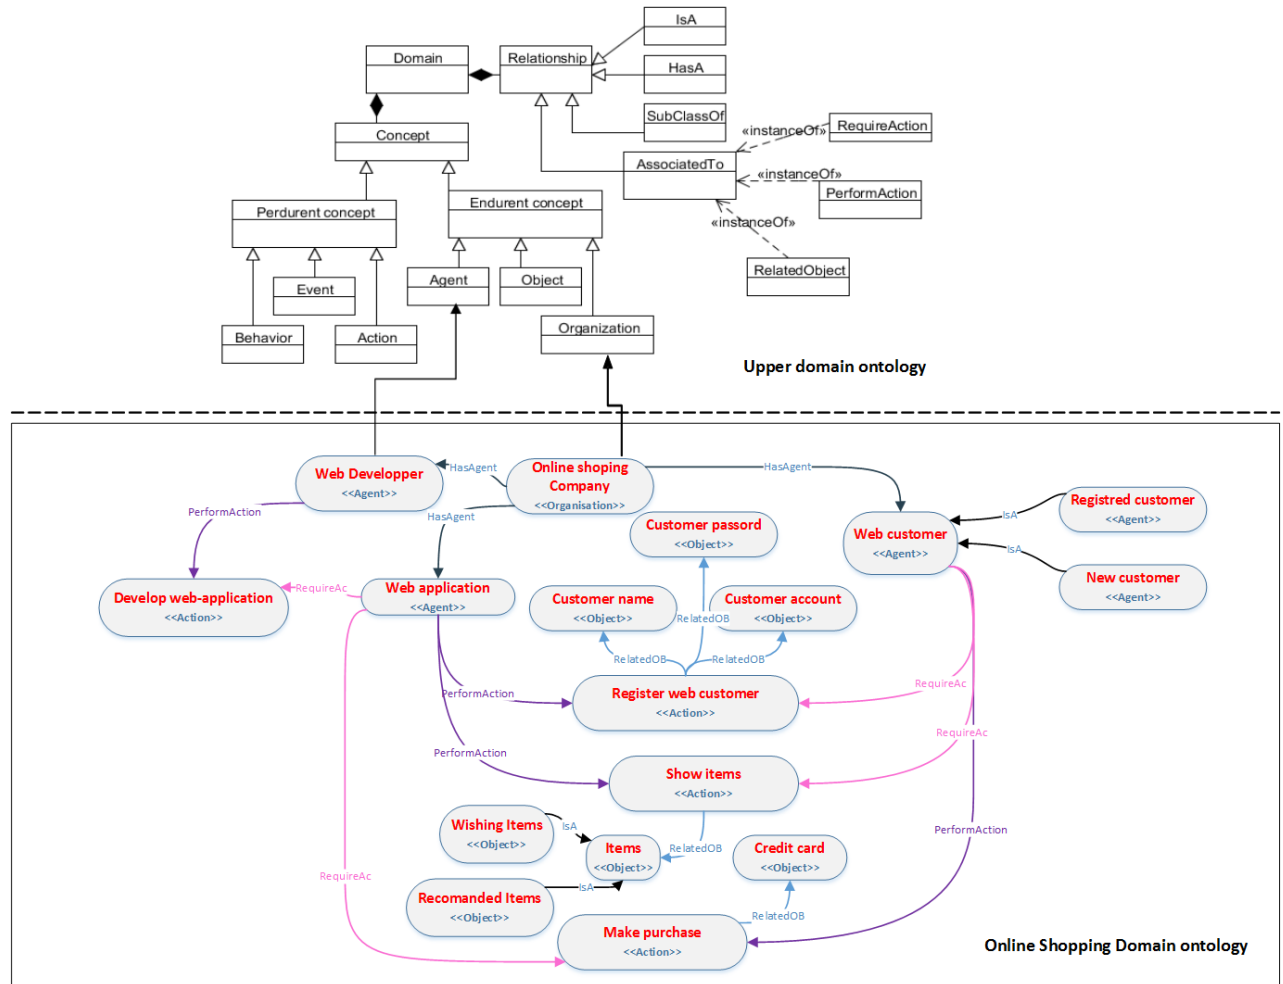 IsA
Domain
Relationship
HasA
SubClassOf
«instanceOf»
RequireAction
Concept
AssociatedTo
«instanceOf»
PerformAction
Perdurent concept
Endurent concept
«instanceOf»
RelatedObject
Event
Agent
Object
Behavior
Action
Organization
Upper domain ontology
Web Developper
<<Agent>>
HasAgent
Online shoping
Company
<<Organisation>>
HasAgent
Registred customer
<<Agent>>
IsA
PerformAction
HasAgent
Customer passord
<<Object>>
Web customer
<<Agent>>
IsA
New customer
<<Agent>>
Develop web-application
<<Action>>
RequireAc
Web application
<<Agent>>
Customer name
<<Object>>
Customer account
<<Object>>
RelatedOB
RelatedOB
RelatedOB
PerformAction
Register web customer
<<Action>>
RequireAc
PerformAction
RequireAc
Show items
<<Action>>
Wishing Items
<<Object>>
IsA
Items
<<Object>>
RelatedOB
Credit card
<<Object>>
PerformAction
RequireAc
Recomanded Items
<<Object>>
IsA
RelatedOB
Make purchase
<<Action>>
Online Shopping Domain ontology